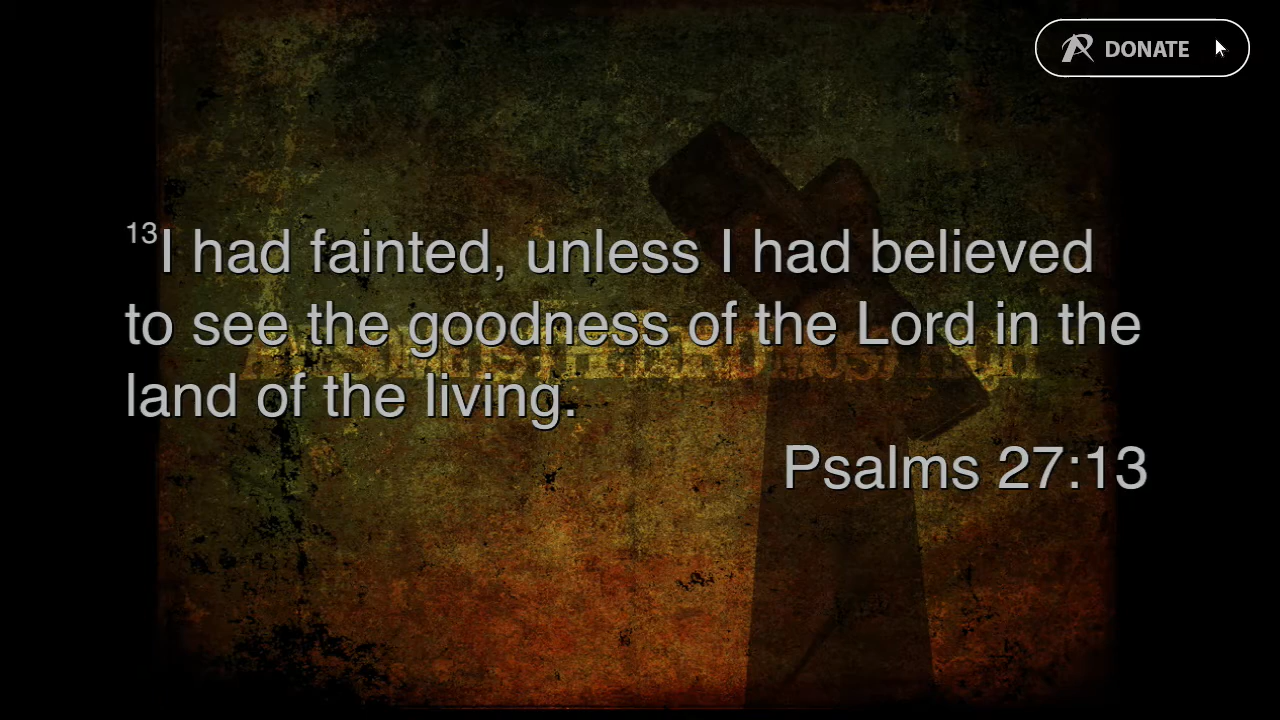 DONATE
13I had fainted, unless I had believed
to see the goodness of the Lord in the
land of the living.
Psalms 27:13